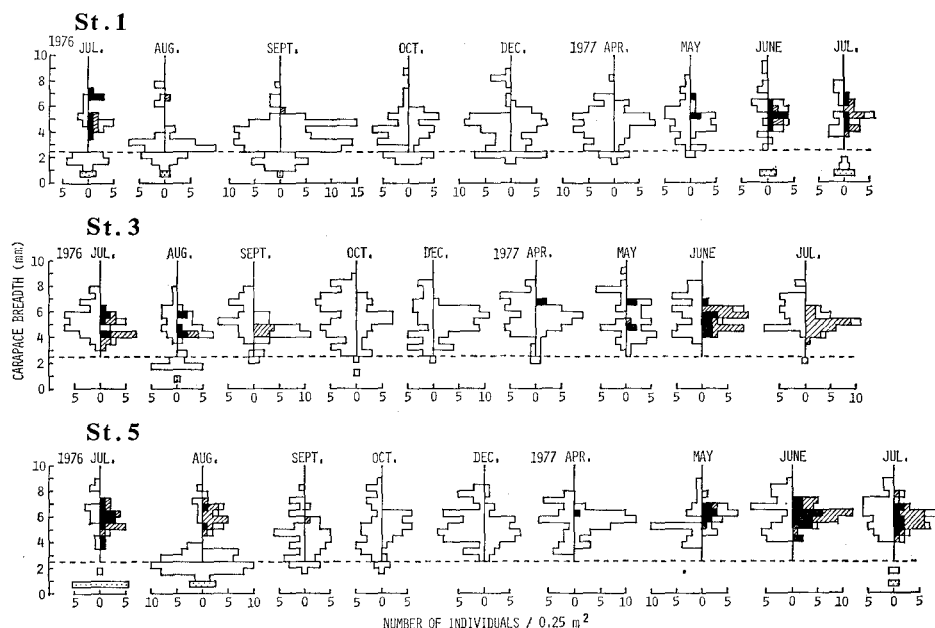 St.1
1976 JUL. AUG. SEPT. OCT. DEC. 1977 APR. MAY JUNE JUL.
10
8
6
4
2
0
5 0 5 5 0 5 10 5 0 5 10 15 5 0 5 5 0 5 5 0 5 5 0 5 5 0 5 5 0 5
St.3
1976 JUL. AUG. SEPT. OCT. DEC. 1977 APR. MAY JUNE JUL.
CARAPACE BREADTH (mm)
10
8
6
4
2
0
5 0 5 5 0 5 5 0 5 10 5 0 5 5 0 5 10 5 0 5 5 0 5 5 0 5 10 5 0 5 10
St.5
1976 JUL. AUG. SEPT. OCT. DEC. 1977 APR. MAY JUNE JUL.
10
8
6
4
2
0
5 0 5 10 5 0 5 10 5 0 5 5 0 5 5 0 5 5 0 5 10 10 5 0 5 5 0 5 10 5 0 5
NUMBER OF INDIVIDUALS / 0.25 m²